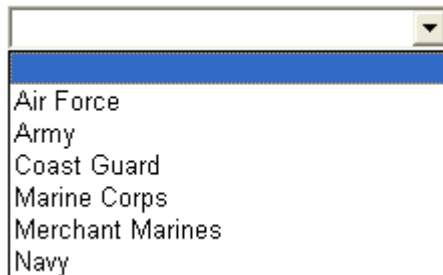 Air Force
Army
Coast Guard
Marine Corps
Merchant Marines
Navy